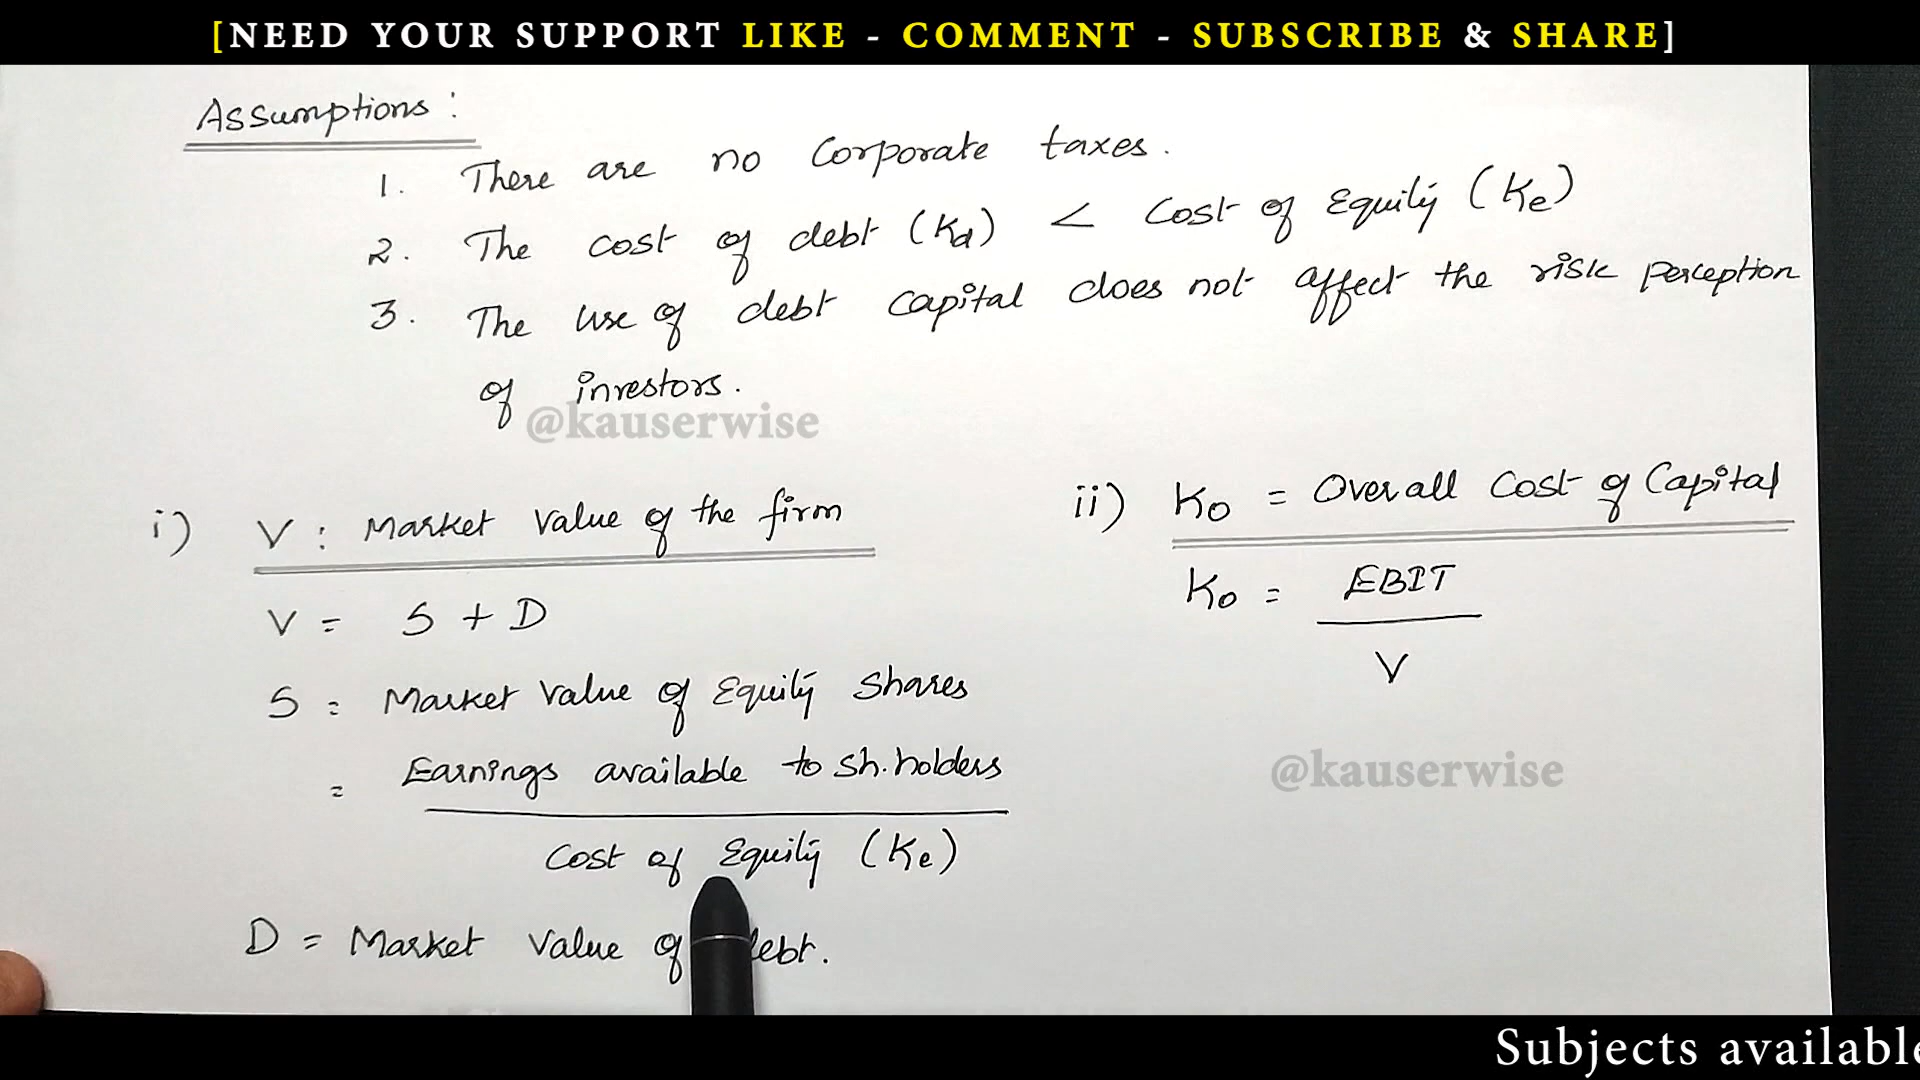 [NEED YOUR SUPPORT LIKE - COMMENT - SUBSCRIBE & SHARE]
Assumptions:
1. There are no Corporate taxes.
2. The cost of debt (Kd) < Cost of Equity (Ke)
3. The use of debt capital does not affect the risk perception
of investors.
@kauserwise
i) V: Market Value of the firm
V = S + D
S = Market Value of Equity Shares
= Earnings available to sh.holders
Cost of Equity (Ke)
D = Market Value of debt.
ii) Ko = Overall Cost of Capital
Ko = EBIT
V
@kauserwise
Subjects available